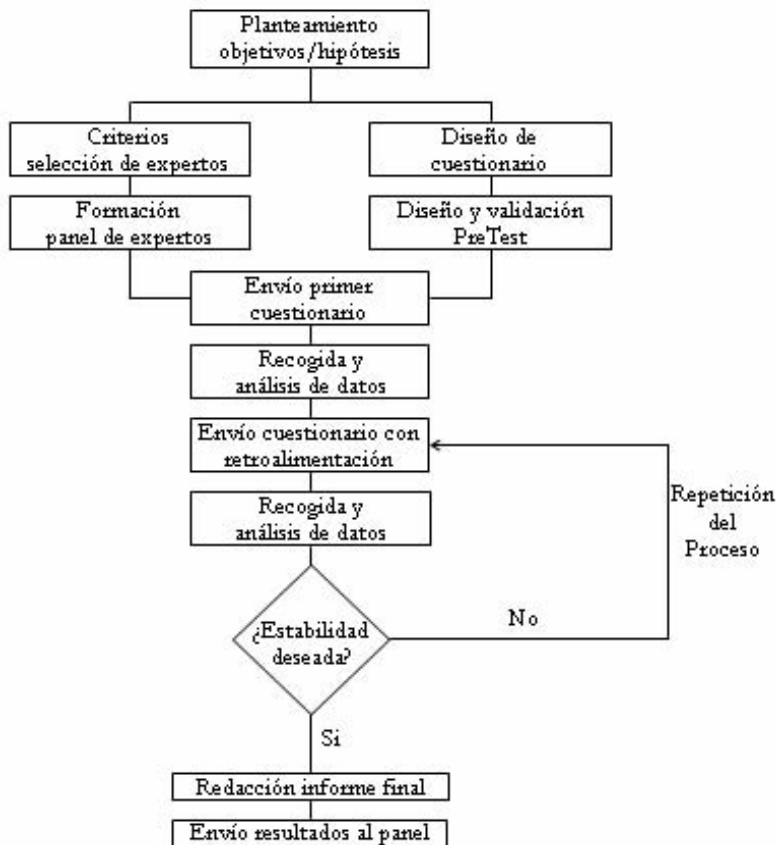 Planteamiento
objetivos/hipótesis
Criterios
selección de expertos
Diseño de
cuestionario
Formación
panel de expertos
Diseño y validación
PreTest
Envío primer
cuestionario
Recogida y
análisis de datos
Envío cuestionario con
retroalimentación
Recogida y
análisis de datos
Repetición
del
Proceso
¿Estabilidad
deseada?
No
Si
Redacción informe final
Envío resultados al panel